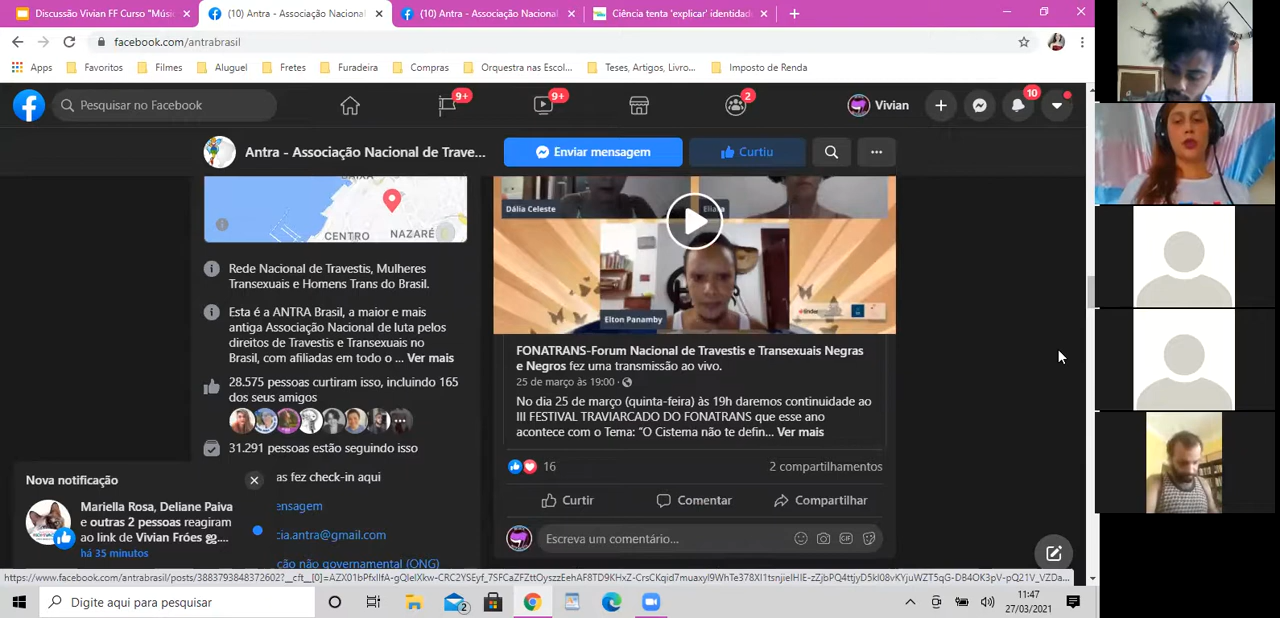 Discussão Vivian FF Curso "Músic
(10) Antra - Associação Nacional
(10) Antra - Associação Nacional
Ciência tenta 'explicar' identidad
facebook.com/antrabrasil
Apps
Favoritos
Filmes
Aluguel
Fretes
Furadeira
Compras
Orquestra nas Escol...
Teses, Artigos, Livro...
Imposto de Renda
Pesquisar no Facebook
9+
9+
2
Vivian
10
Antra - Associação Nacional de Trave...
Enviar mensagem
Curtiu
CENTRO
NAZARÉ
Rede Nacional de Travestis, Mulheres
Transexuais e Homens Trans do Brasil.
Esta é a ANTRA Brasil, a maior e mais
antiga Associação Nacional de luta pelos
direitos de Travestis e Transexuais no
Brasil, com afiliadas em todo o ... Ver mais
28.575 pessoas curtiram isso, incluindo 165
dos seus amigos
31.291 pessoas estão seguindo isso
as fez check-in aqui
ensagem
cia.antra@gmail.com
ção não governamental (ONG)
Nova notificação
Mariella Rosa, Deliane Paiva
e outras 2 pessoas reagiram
ao link de Vivian Fróes
há 35 minutos
Dália Celeste
Eliana
Elton Panamby
FONATRANS-Forum Nacional de Travestis e Transexuais Negras
e Negros fez uma transmissão ao vivo.
25 de março às 19:00
No dia 25 de março (quinta-feira) às 19h daremos continuidade ao
III FESTIVAL TRAVIARCADO DO FONATRANS que esse ano
acontece com o Tema: "O Cistema não te defin... Ver mais
16
2 compartilhamentos
Curtir
Comentar
Compartilhar
Escreva um comentário...
GIF
Digite aqui para pesquisar
2
11:47
27/03/2021